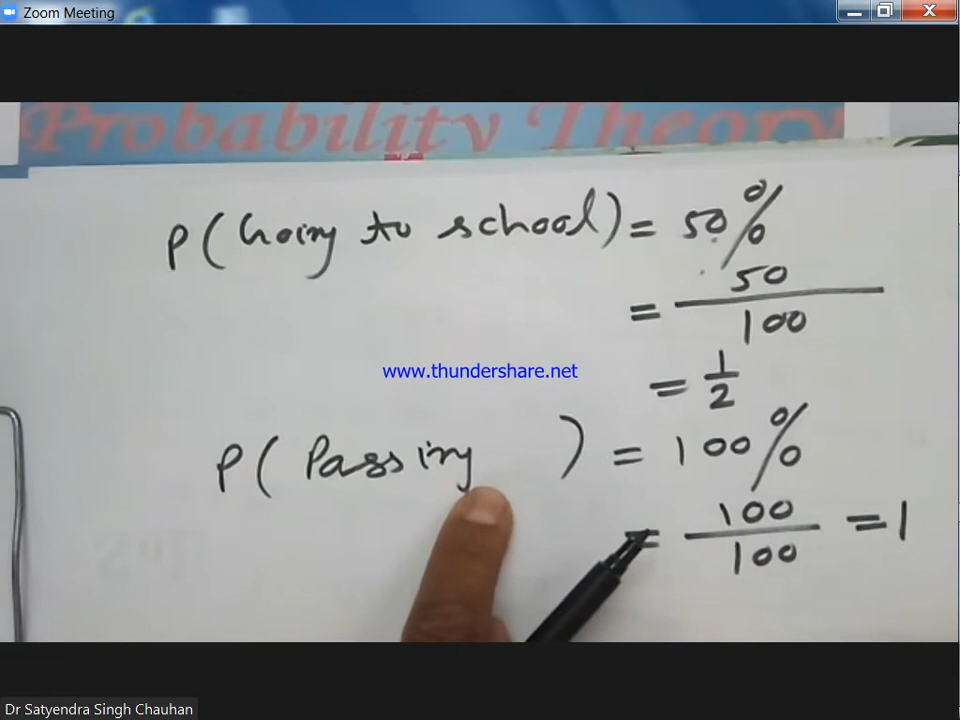 Zoom Meeting
Probability Theory
P(Going to school) = 50%
= 50/100
www.thundershare.net
= 1/2
P(Passing ) = 100%
= 100/100 = 1
Dr Satyendra Singh Chauhan